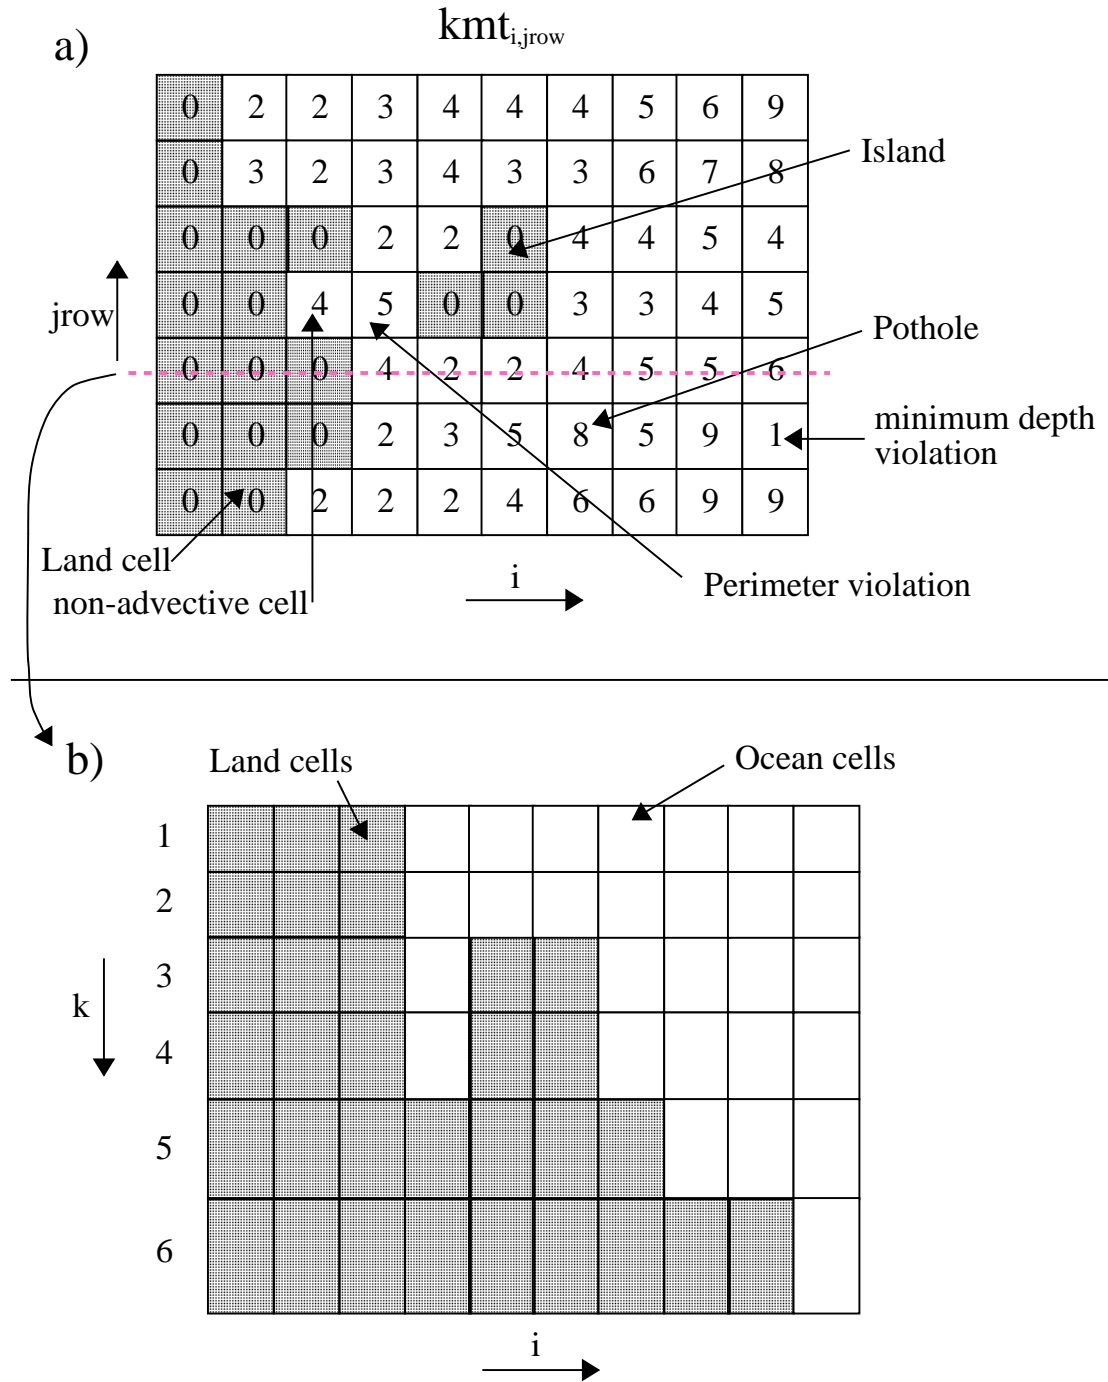 a)
kmt i,jrow
0 2 2 3 4 4 4 5 6 9
0 3 2 3 4 3 3 6 7 8
Island
0 0 0 2 2 0 4 4 5 4
jrow
0 0 4 5 0 0 3 3 4 5
Pothole
0 0 0 4 2 2 4 5 5 6
0 0 0 2 3 5 8 5 9 1
minimum depth
violation
0 0 2 2 2 4 6 6 9 9
Land cell
non-advective cell
i
Perimeter violation
b)
Land cells
Ocean cells
1
2
3
k
4
5
6
i